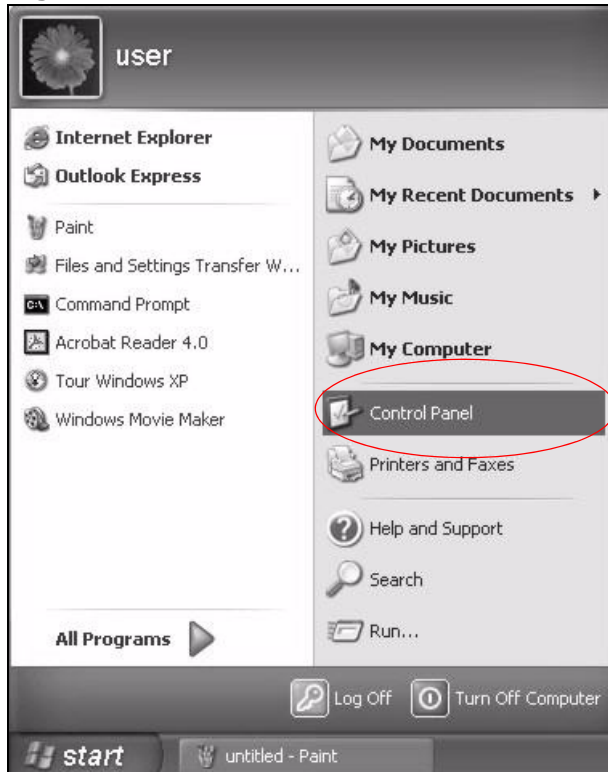 user
Internet Explorer
Outlook Express
Paint
Files and Settings Transfer W...
Command Prompt
Acrobat Reader 4.0
Tour Windows XP
Windows Movie Maker
All Programs
My Documents
My Recent Documents
My Pictures
My Music
My Computer
Control Panel
Printers and Faxes
Help and Support
Search
Run...
Log Off
Turn Off Computer
start
untitled - Paint